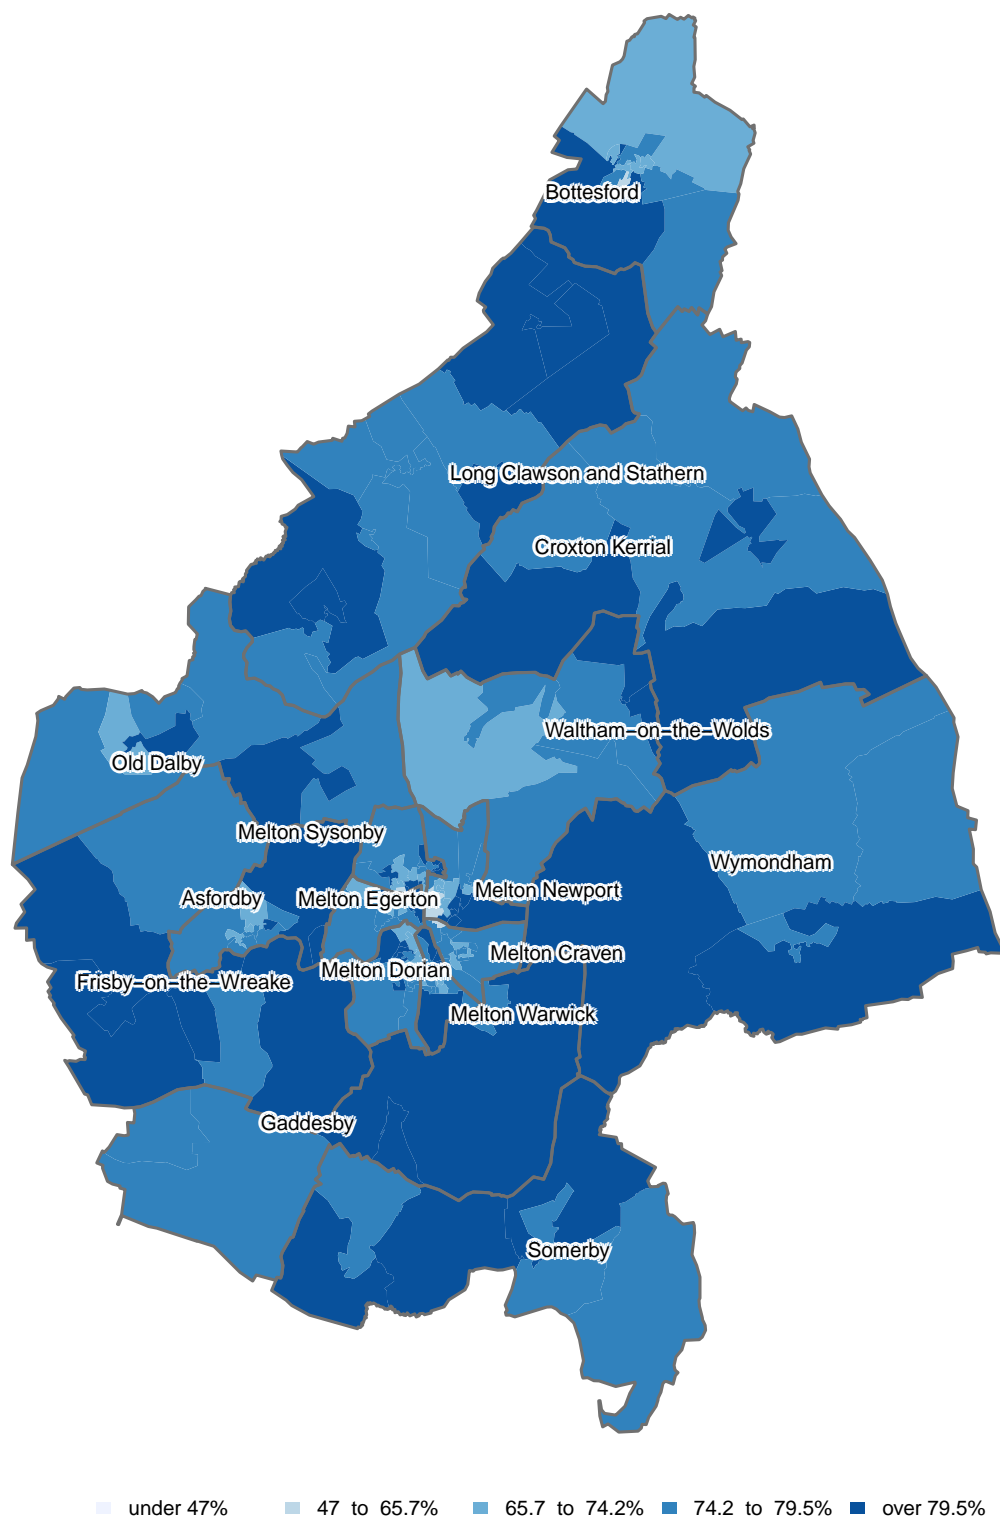 Bottesford
Long Clawson and Stathern
Croxton Kerrial
Waltham-on-the-Wolds
Old Dalby
Melton Sysonby
Wymondham
Asfordby
Melton Egerton
Melton Newport
Melton Craven
Melton Dorian
Frisby-on-the-Wreake
Melton Warwick
Gaddesby
Somerby
under 47% 47 to 65.7% 65.7 to 74.2% 74.2 to 79.5% over 79.5%